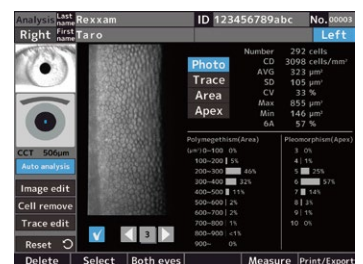 Analysis Last name Rexxam ID 123456789abc No. 00003
Right First name Taro Left
Photo
Trace
Area
Apex
Number 292 cells
CD 3098 cells/mm²
AVG 323 µm²
SD 105 µm²
CV 33 %
Max 855 µm²
Min 146 µm²
6A 57 %
CCT 506µm
Auto analysis
Image edit
Cell remove
Trace edit
Reset
3
Polymegethism(Area)
(µm²)0~100 0%
100~200 5%
200~300 46%
300~400 32%
400~500 11%
500~600 2%
600~700 2%
700~800 1%
800~900 <1%
900~ 0%
Pleomorphism(Apex)
3 0%
4 1%
5 25%
6 57%
7 14%
8 3%
9 1%
10 0%
Delete Select Both eyes Measure Print/Export